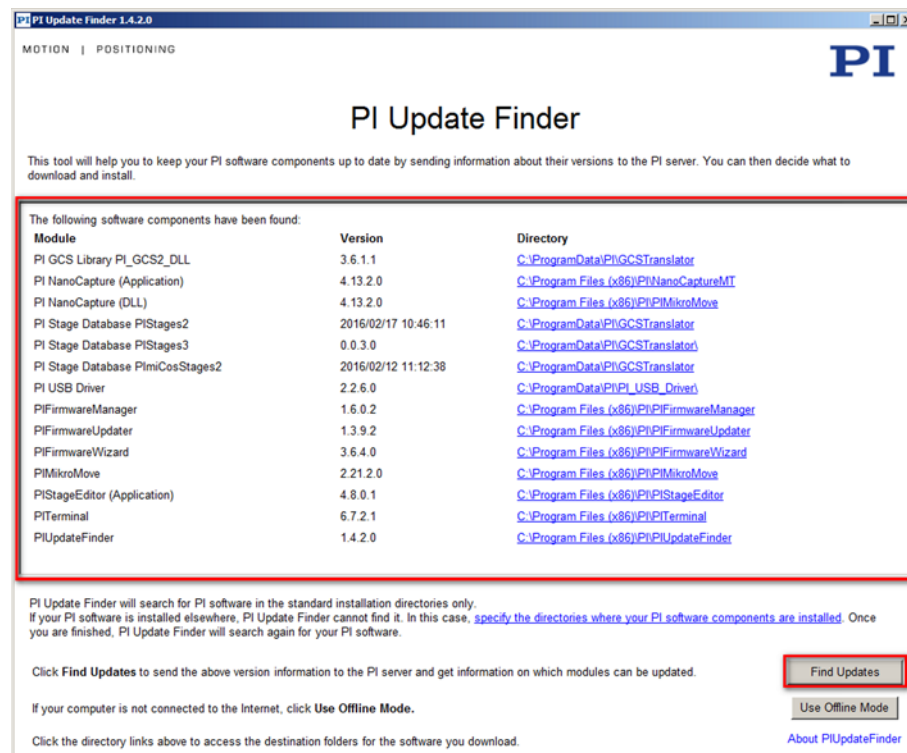 PI PI Update Finder 1.4.2.0
MOTION | POSITIONING
PI
PI Update Finder
This tool will help you to keep your PI software components up to date by sending information about their versions to the PI server. You can then decide what to
download and install.
The following software components have been found:
Module Version Directory
PI GCS Library PI_GCS2_DLL 3.6.1.1 C:\ProgramData\PI\GCSTranslator
PI NanoCapture (Application) 4.13.2.0 C:\Program Files (x86)\PI\NanoCaptureMT
PI NanoCapture (DLL) 4.13.2.0 C:\Program Files (x86)\PI\PIMikroMove
PI Stage Database PIStages2 2016/02/17 10:46:11 C:\ProgramData\PI\GCSTranslator
PI Stage Database PIStages3 0.0.3.0 C:\ProgramData\PI\GCSTranslator\
PI Stage Database PImiCosStages2 2016/02/12 11:12:38 C:\ProgramData\PI\GCSTranslator
PI USB Driver 2.2.6.0 C:\ProgramData\PI\PI_USB_Driver\
PIFirmwareManager 1.6.0.2 C:\Program Files (x86)\PI\PIFirmwareManager
PIFirmwareUpdater 1.3.9.2 C:\Program Files (x86)\PI\PIFirmwareUpdater
PIFirmwareWizard 3.6.4.0 C:\Program Files (x86)\PI\PIFirmwareWizard
PIMikroMove 2.21.2.0 C:\Program Files (x86)\PI\PIMikroMove
PIStageEditor (Application) 4.8.0.1 C:\Program Files (x86)\PI\PIStageEditor
PITerminal 6.7.2.1 C:\Program Files (x86)\PI\PITerminal
PIUpdateFinder 1.4.2.0 C:\Program Files (x86)\PI\PIUpdateFinder
PI Update Finder will search for PI software in the standard installation directories only.
If your PI software is installed elsewhere, PI Update Finder cannot find it. In this case, specify the directories where your PI software components are installed. Once
you are finished, PI Update Finder will search again for your PI software.
Click Find Updates to send the above version information to the PI server and get information on which modules can be updated. Find Updates
If your computer is not connected to the Internet, click Use Offline Mode. Use Offline Mode
Click the directory links above to access the destination folders for the software you download. About PIUpdateFinder